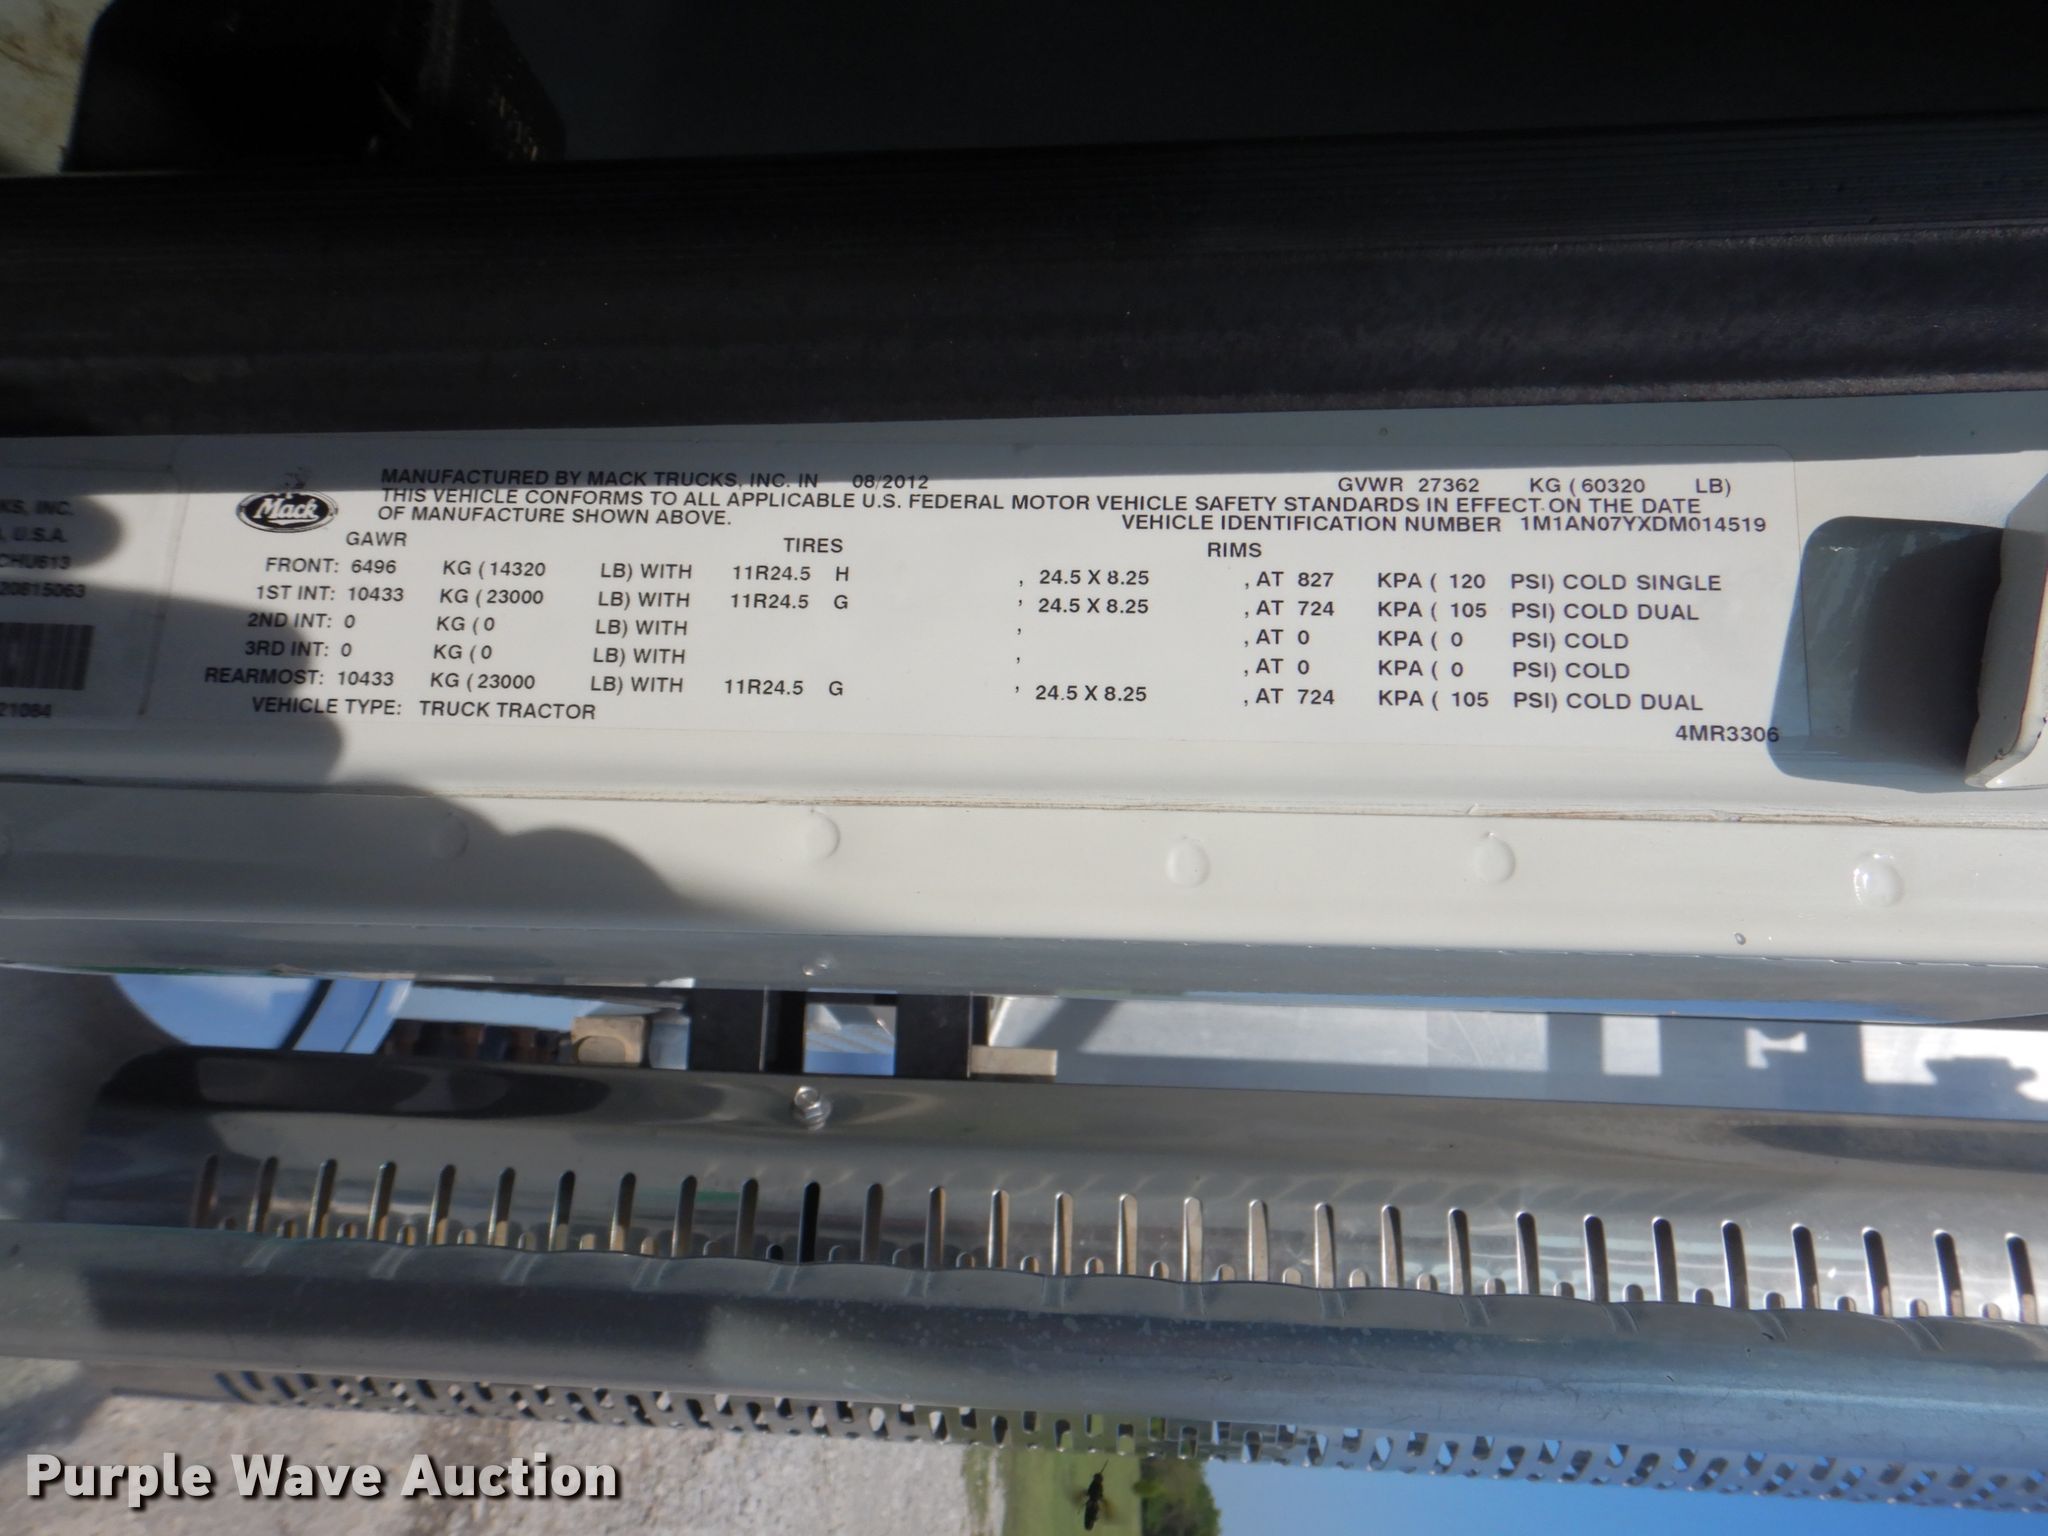 KS, INC.
U.S.A.
CHU613
20815063
21084
Mack
MANUFACTURED BY MACK TRUCKS, INC. IN 08/2012 GVWR 27362 KG ( 60320 LB)
THIS VEHICLE CONFORMS TO ALL APPLICABLE U.S. FEDERAL MOTOR VEHICLE SAFETY STANDARDS IN EFFECT ON THE DATE
OF MANUFACTURE SHOWN ABOVE. VEHICLE IDENTIFICATION NUMBER 1M1AN07YXDM014519
GAWR TIRES RIMS
FRONT: 6496 KG ( 14320 LB) WITH 11R24.5 H , 24.5 X 8.25 , AT 827 KPA ( 120 PSI) COLD SINGLE
1ST INT: 10433 KG ( 23000 LB) WITH 11R24.5 G , 24.5 X 8.25 , AT 724 KPA ( 105 PSI) COLD DUAL
2ND INT: 0 KG ( 0 LB) WITH , , AT 0 KPA ( 0 PSI) COLD
3RD INT: 0 KG ( 0 LB) WITH , , AT 0 KPA ( 0 PSI) COLD
REARMOST: 10433 KG ( 23000 LB) WITH 11R24.5 G , 24.5 X 8.25 , AT 724 KPA ( 105 PSI) COLD DUAL
VEHICLE TYPE: TRUCK TRACTOR
4MR3306
Purple Wave Auction